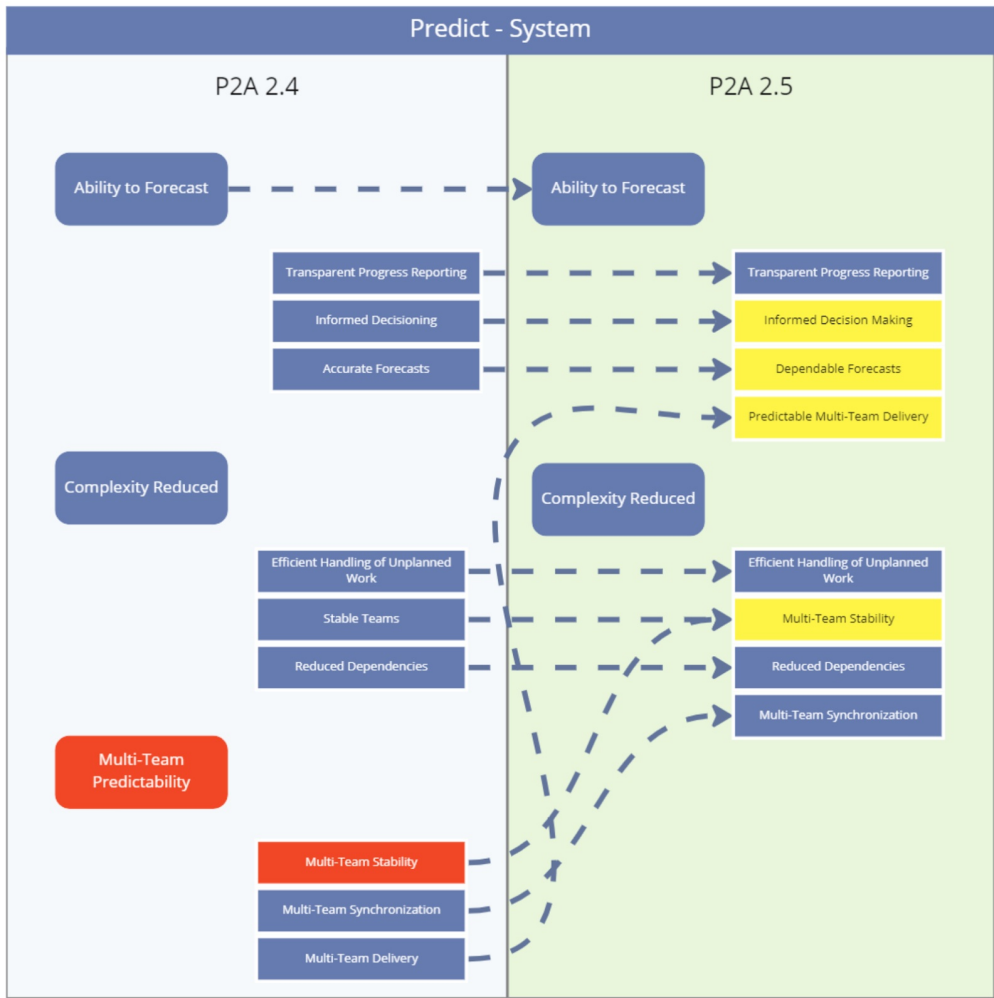 Predict - System
P2A 2.4
P2A 2.5
Ability to Forecast
Ability to Forecast
Transparent Progress Reporting
Transparent Progress Reporting
Informed Decisioning
Informed Decision Making
Accurate Forecasts
Dependable Forecasts
Predictable Multi-Team Delivery
Complexity Reduced
Complexity Reduced
Efficient Handling of Unplanned
Work
Efficient Handling of Unplanned
Work
Stable Teams
Multi-Team Stability
Reduced Dependencies
Reduced Dependencies
Multi-Team Synchronization
Multi-Team
Predictability
Multi-Team Stability
Multi-Team Synchronization
Multi-Team Delivery